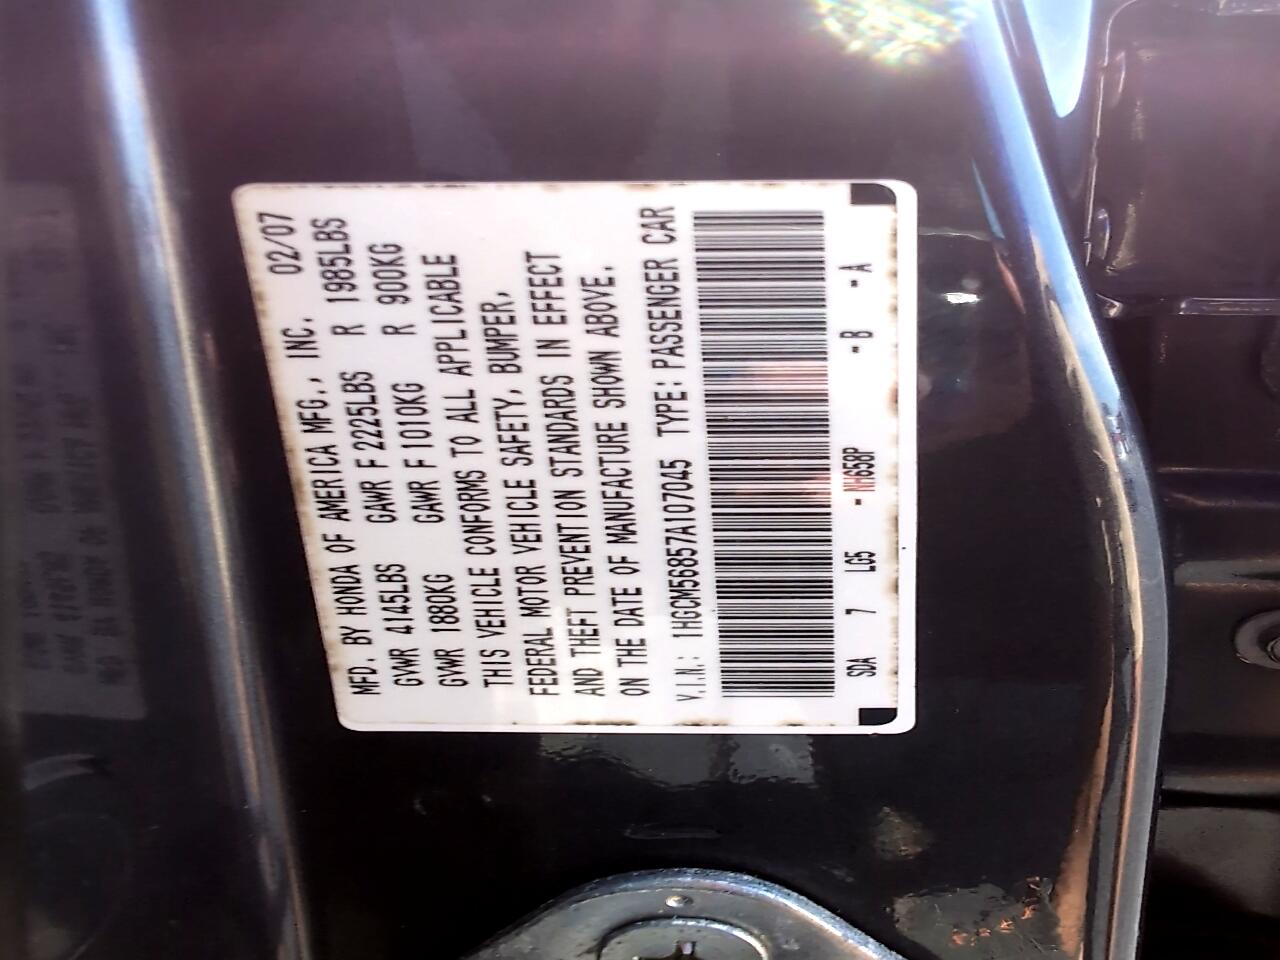 MFD. BY HONDA OF AMERICA MFG., INC. 02/07
GVWR 4145LBS GAWR F 2225LBS R 1985LBS
GVWR 1880KG GAWR F 1010KG R 900KG
THIS VEHICLE CONFORMS TO ALL APPLICABLE
FEDERAL MOTOR VEHICLE SAFETY, BUMPER,
AND THEFT PREVENTION STANDARDS IN EFFECT
ON THE DATE OF MANUFACTURE SHOWN ABOVE.
V.I.N.: 1HGCM56857A107045 TYPE: PASSENGER CAR
SDA 7 LG5 - NH658P - B - A